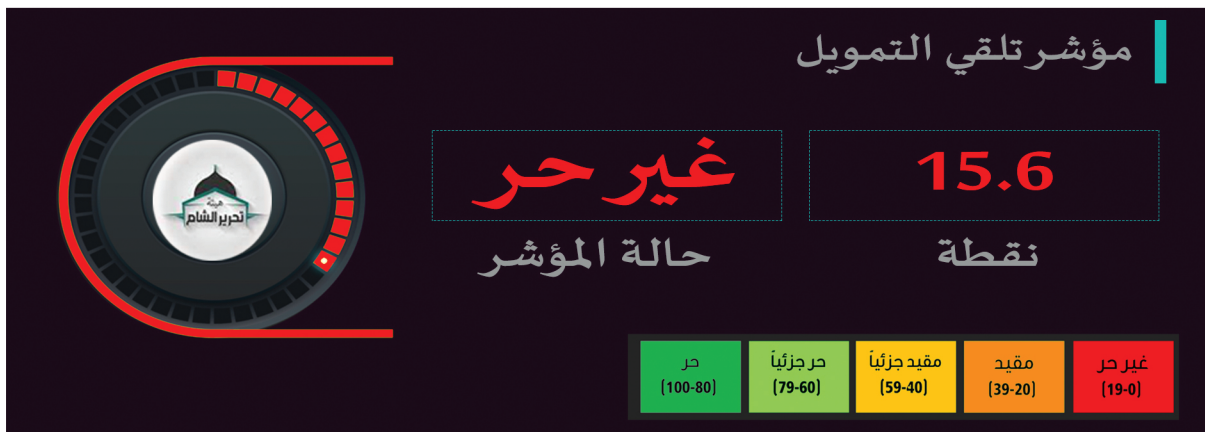 مؤشر تلقي التمويل
15.6
نقطة
غير حر
حالة المؤشر
هيئة
تحرير الشام
غير حر
(19-0)
مقيد
(39-20)
مقيد جزئياً
(59-40)
حر جزئياً
(79-60)
حر
(100-80)